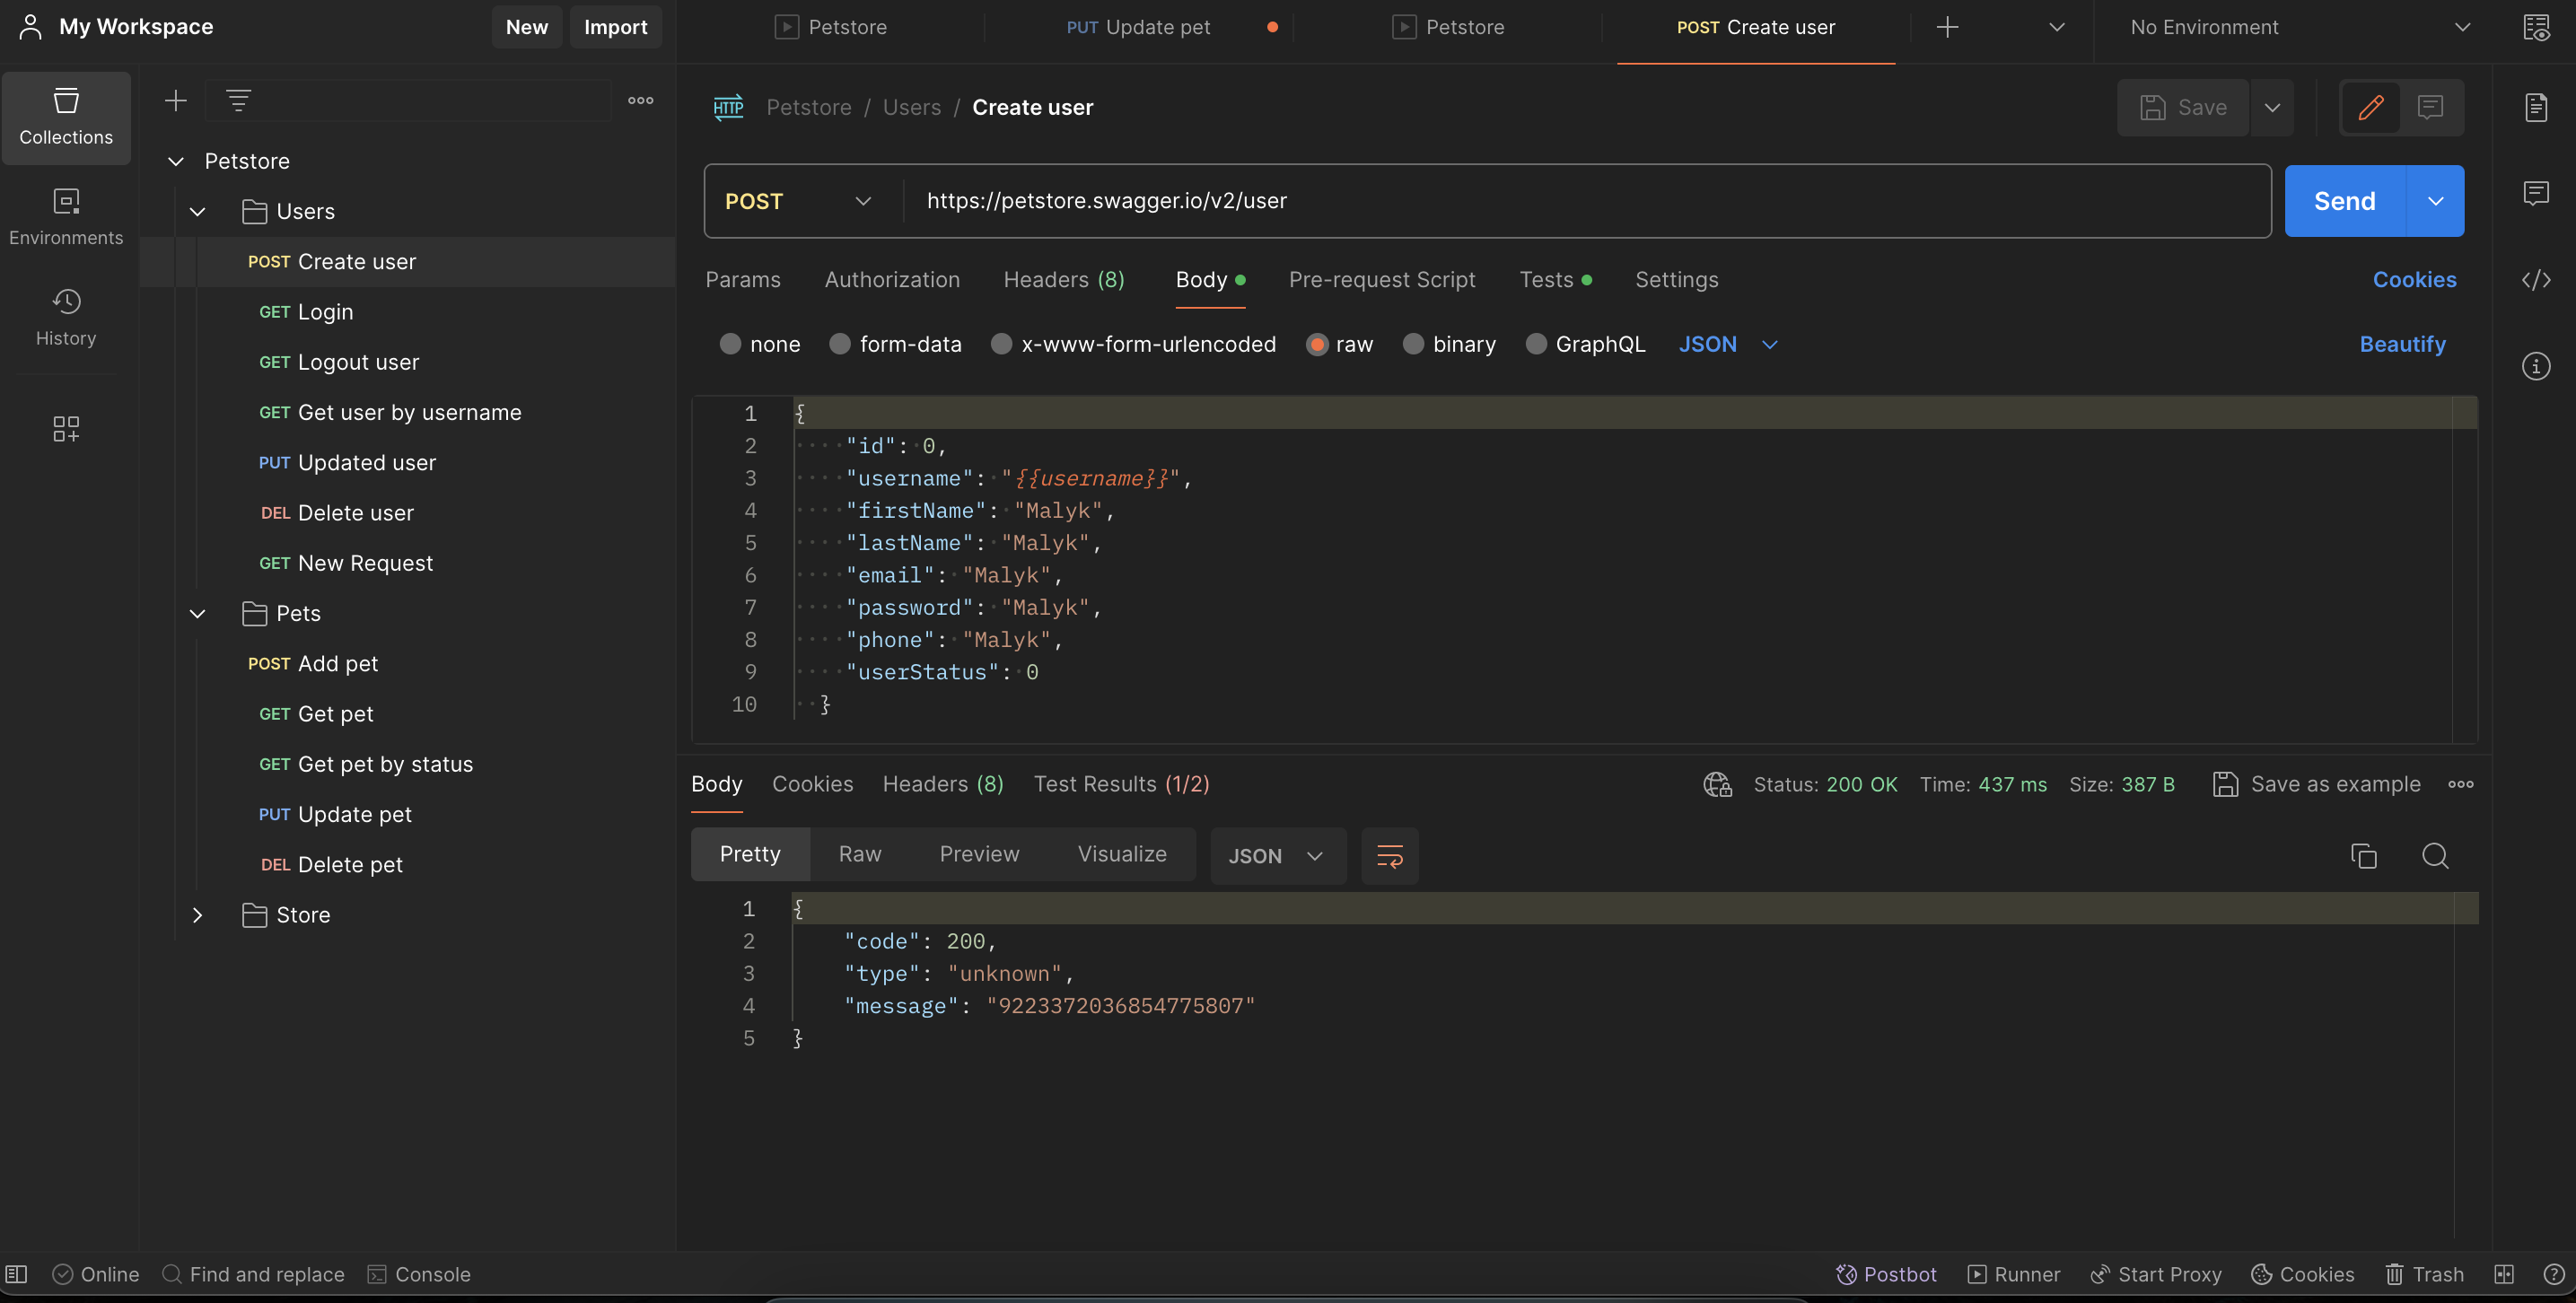 My Workspace
New
Import
Petstore
PUT Update pet
Petstore
POST Create user
No Environment
Collections
Environments
History
Petstore
Users
POST Create user
GET Login
GET Logout user
GET Get user by username
PUT Updated user
DEL Delete user
GET New Request
Pets
POST Add pet
GET Get pet
GET Get pet by status
PUT Update pet
DEL Delete pet
Store
HTTP Petstore / Users / Create user
Save
POST https://petstore.swagger.io/v2/user
Send
Params Authorization Headers (8) Body Pre-request Script Tests Settings Cookies
none form-data x-www-form-urlencoded raw binary GraphQL JSON Beautify
1 {
2 "id": 0,
3 "username": "{{username}}",
4 "firstName": "Malyk",
5 "lastName": "Malyk",
6 "email": "Malyk",
7 "password": "Malyk",
8 "phone": "Malyk",
9 "userStatus": 0
10 }
Body Cookies Headers (8) Test Results (1/2) Status: 200 OK Time: 437 ms Size: 387 B Save as example
Pretty Raw Preview Visualize JSON
1 {
2 "code": 200,
3 "type": "unknown",
4 "message": "9223372036854775807"
5 }
Online Find and replace Console Postbot Runner Start Proxy Cookies Trash